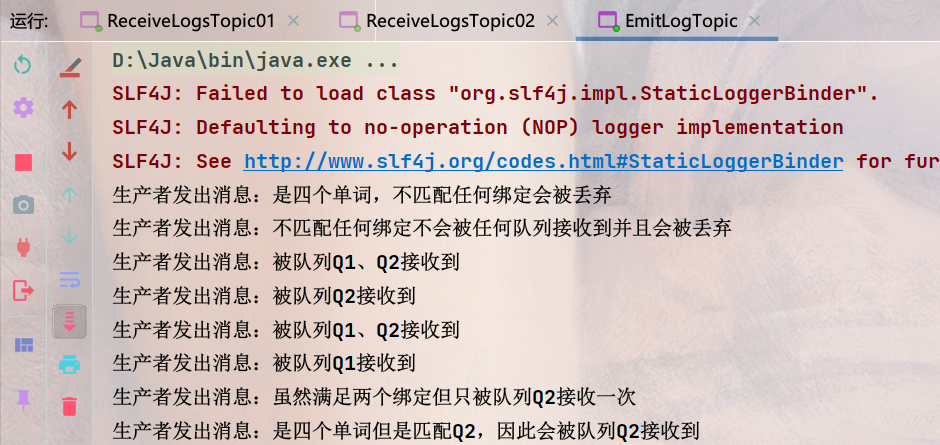 运行: ReceiveLogsTopic01 ReceiveLogsTopic02 EmitLogTopic
D:\Java\bin\java.exe ...
SLF4J: Failed to load class "org.slf4j.impl.StaticLoggerBinder".
SLF4J: Defaulting to no-operation (NOP) logger implementation
SLF4J: See http://www.slf4j.org/codes.html#StaticLoggerBinder for fur
生产者发出消息：是四个单词，不匹配任何绑定会被丢弃
生产者发出消息：不匹配任何绑定不会被任何队列接收到并且会被丢弃
生产者发出消息：被队列Q1、Q2接收到
生产者发出消息：被队列Q2接收到
生产者发出消息：被队列Q1、Q2接收到
生产者发出消息：被队列Q1接收到
生产者发出消息：虽然满足两个绑定但只被队列Q2接收一次
生产者发出消息：是四个单词但是匹配Q2，因此会被队列Q2接收到